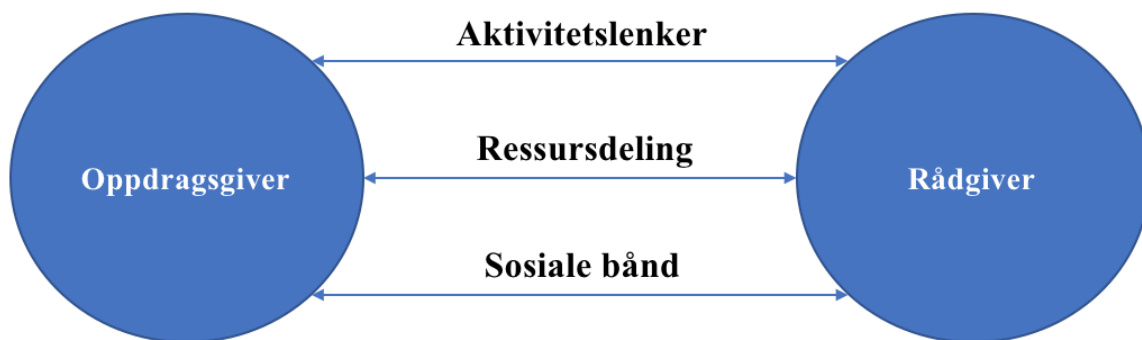 Aktivitetslenker
Ressursdeling
Oppdragsgiver
Rådgiver
Sosiale bånd